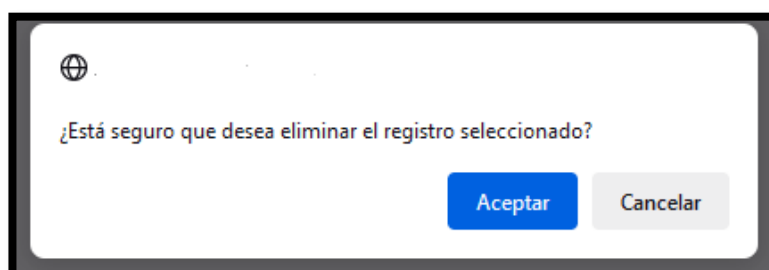 ¿Está seguro que desea eliminar el registro seleccionado?
Aceptar
Cancelar